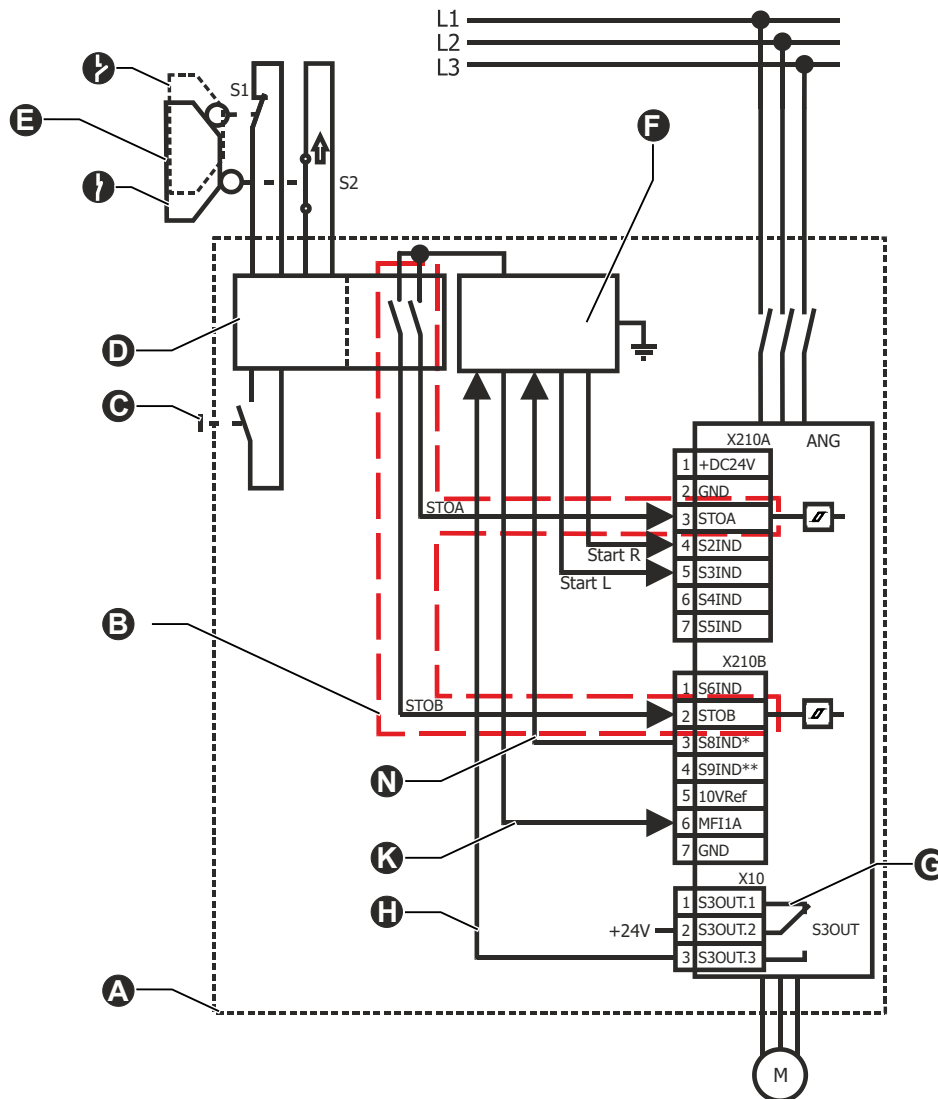 L1
L2
L3
S1
E
F
S2
D
C
X210A
ANG
1 +DC24V
2 GND
STOA
3 STOA
4 S2IND
Start R
5 S3IND
Start L
6 S4IND
7 S5IND
B
X210B
1 S6IND
STOB
2 STOB
3 S8IND*
N
4 S9IND**
5 10VRef
6 MFI1A
K
7 GND
G
X10
H
1 S3OUT.1
+24V
2 S3OUT.2
S3OUT
3 S3OUT.3
A
M